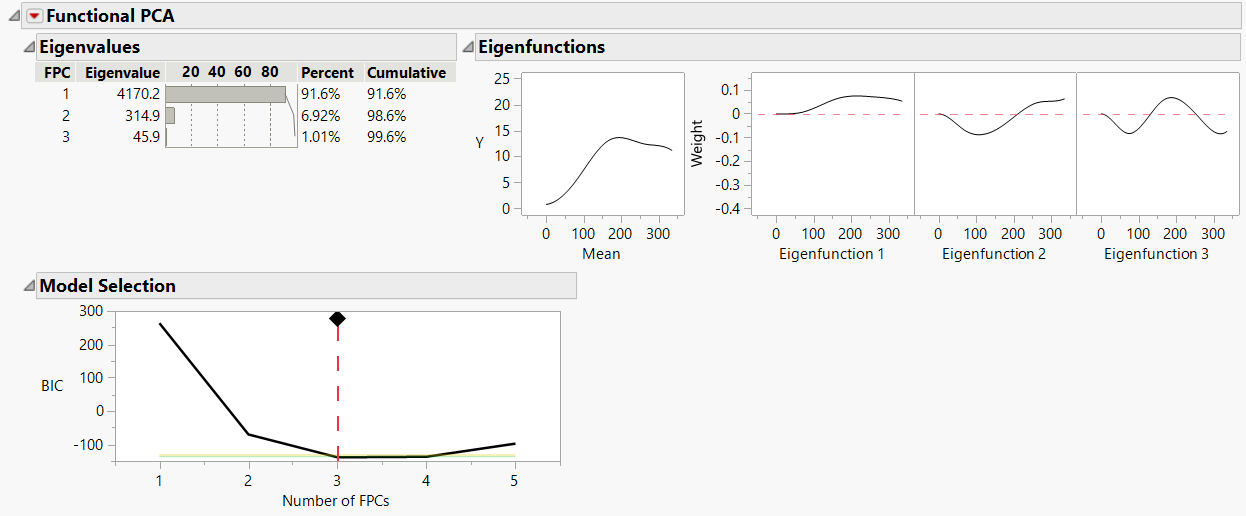 Functional PCA
Eigenvalues
FPC Eigenvalue 20 40 60 80 Percent Cumulative
1 4170.2 91.6% 91.6%
2 314.9 6.92% 98.6%
3 45.9 1.01% 99.6%
Eigenfunctions
25
20
15
Y
10
5
0
0 100 200 300
Mean
Weight
0.1
0
-0.1
-0.2
-0.3
-0.4
0 100 200 300
Eigenfunction 1
0 100 200 300
Eigenfunction 2
0 100 200 300
Eigenfunction 3
Model Selection
300
200
100
BIC
0
-100
1 2 3 4 5
Number of FPCs